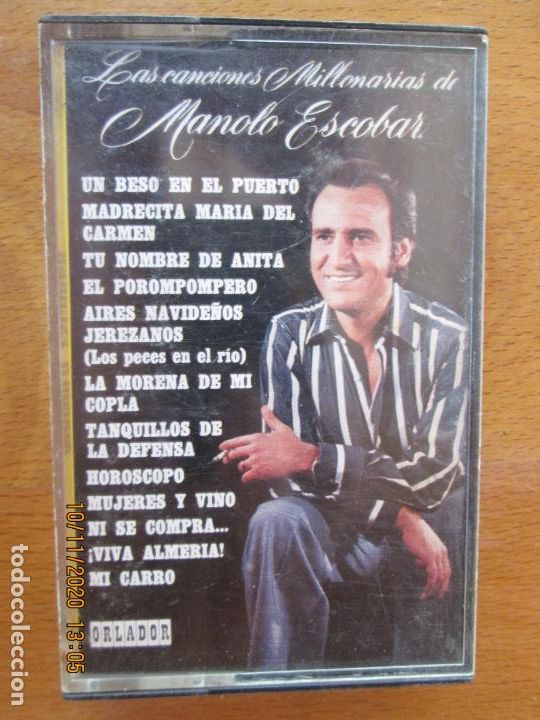 Las canciones Millonarias de
Manolo Escobar
UN BESO EN EL PUERTO
MADRECITA MARIA DEL
CARMEN
TU NOMBRE DE ANITA
EL POROMPOMPERO
AIRES NAVIDEÑOS
JEREZANOS
(Los peces en el río)
LA MORENA DE MI
COPLA
TANQUILLOS DE
LA DEFENSA
HOROSCOPO
MUJERES Y VINO
NI SE COMPRA...
¡VIVA ALMERIA!
MI CARRO
ORLADOR
10/11/2020 13:05
todocoleccion